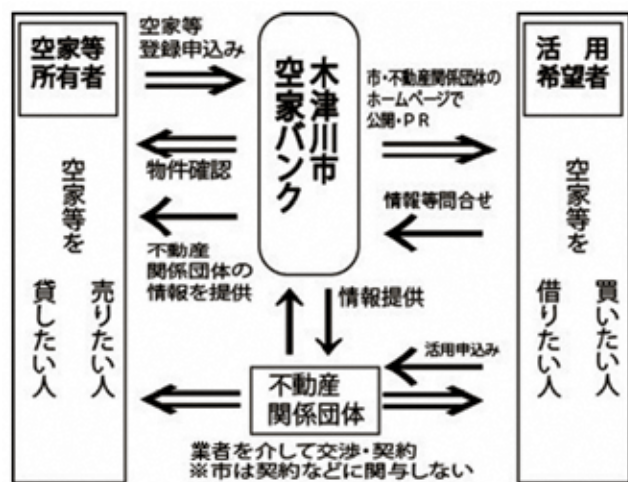 空家等
所有者
空家等を
売りたい人
貸したい人
空家等
登録申込み
物件確認
不動産
関係団体の
情報を提供
木津川市
空家バンク
市・不動産関係団体の
ホームページで
公開・PR
情報等問合せ
情報提供
活用申込み
不動産
関係団体
業者を介して交渉・契約
※市は契約などに関与しない
活用
希望者
空家等を
買いたい人
借りたい人